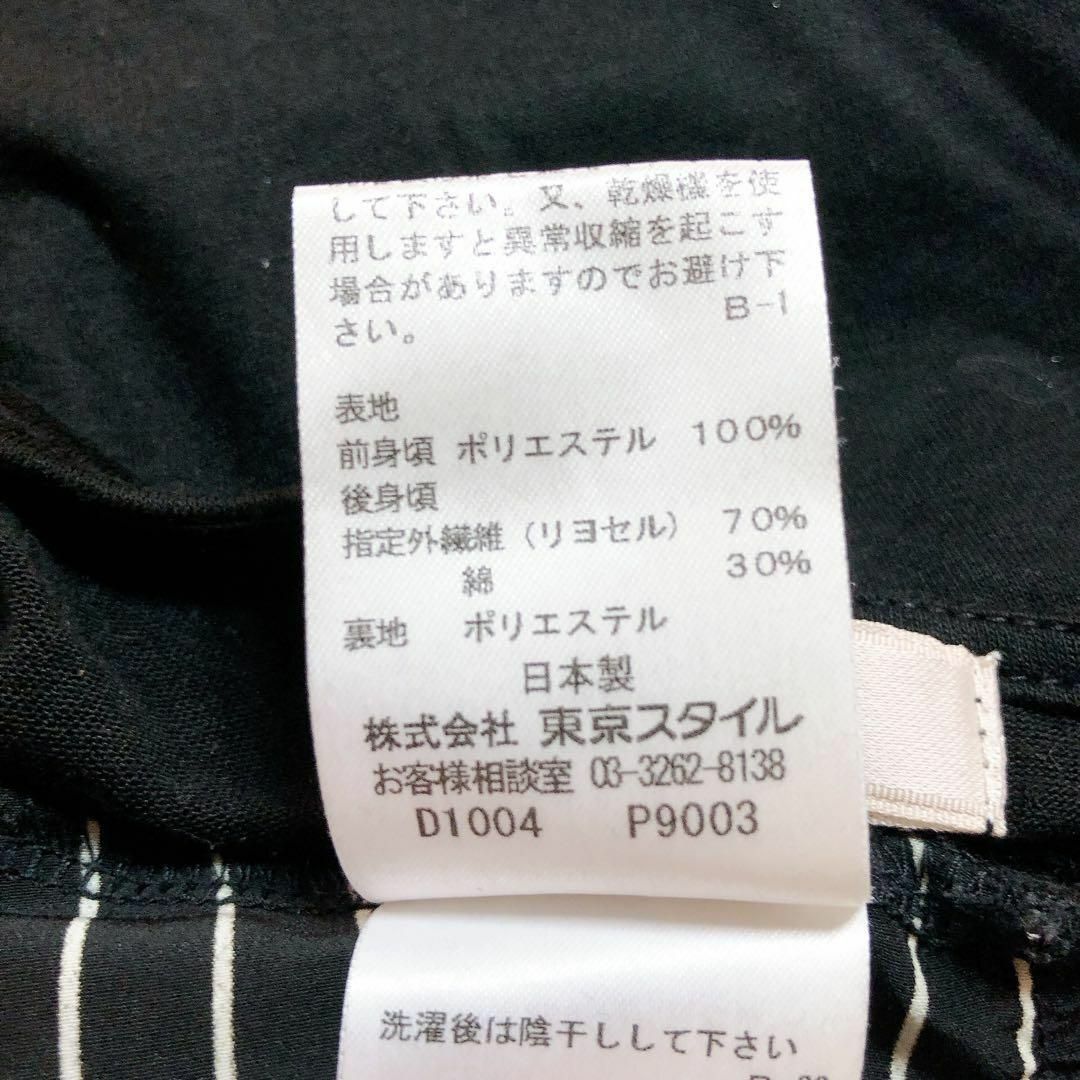 して下さい。又、乾燥機を使
用しますと異常収縮を起こす
場合がありますのでお避け下
さい。 B-1
表地
前身頃 ポリエステル 100%
後身頃
指定外繊維(リヨセル) 70%
綿 30%
裏地 ポリエステル
日本製
株式会社 東京スタイル
お客様相談室 03-3262-8138
D1004 P9003
洗濯後は陰干しして下さい